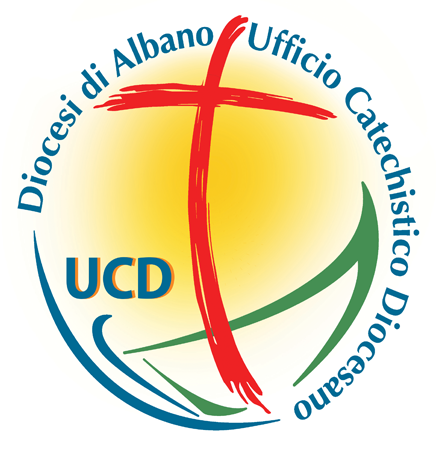 Diocesi di Albano
Ufficio Catechistico Diocesano
UCD